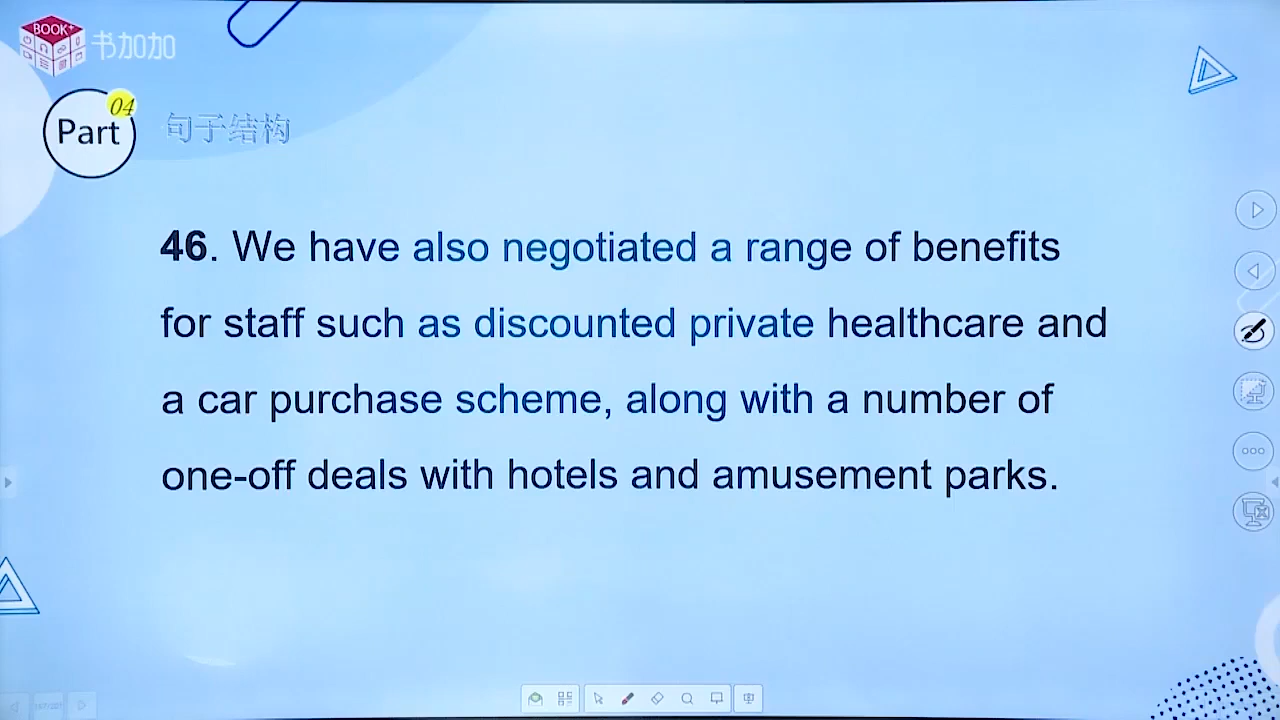 BOOK+
书加加
Part
04
句子结构
46. We have also negotiated a range of benefits
for staff such as discounted private healthcare and
a car purchase scheme, along with a number of
one-off deals with hotels and amusement parks.